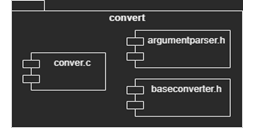 convert
argumentparser.h
conver.c
baseconverter.h